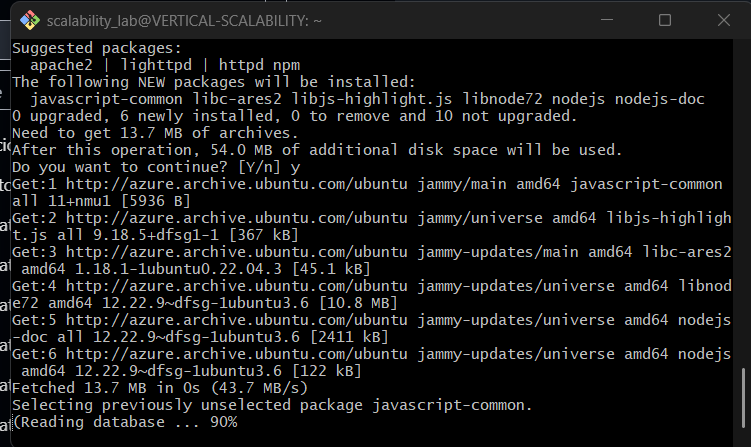 scalability_lab@VERTICAL-SCALABILITY: ~
Suggested packages:
apache2 | lighttpd | httpd npm
The following NEW packages will be installed:
javascript-common libc-ares2 libjs-highlight.js libnode72 nodejs nodejs-doc
0 upgraded, 6 newly installed, 0 to remove and 10 not upgraded.
Need to get 13.7 MB of archives.
After this operation, 54.0 MB of additional disk space will be used.
Do you want to continue? [Y/n] y
Get:1 http://azure.archive.ubuntu.com/ubuntu jammy/main amd64 javascript-common
all 11+nmu1 [5936 B]
Get:2 http://azure.archive.ubuntu.com/ubuntu jammy/universe amd64 libjs-highligh
t.js all 9.18.5+dfsg1-1 [367 kB]
Get:3 http://azure.archive.ubuntu.com/ubuntu jammy-updates/main amd64 libc-ares2
amd64 1.18.1-1ubuntu0.22.04.3 [45.1 kB]
Get:4 http://azure.archive.ubuntu.com/ubuntu jammy-updates/universe amd64 libnod
e72 amd64 12.22.9~dfsg-1ubuntu3.6 [10.8 MB]
Get:5 http://azure.archive.ubuntu.com/ubuntu jammy-updates/universe amd64 nodejs
-doc all 12.22.9~dfsg-1ubuntu3.6 [2411 kB]
Get:6 http://azure.archive.ubuntu.com/ubuntu jammy-updates/universe amd64 nodejs
amd64 12.22.9~dfsg-1ubuntu3.6 [122 kB]
Fetched 13.7 MB in 0s (43.7 MB/s)
Selecting previously unselected package javascript-common.
(Reading database ... 90%